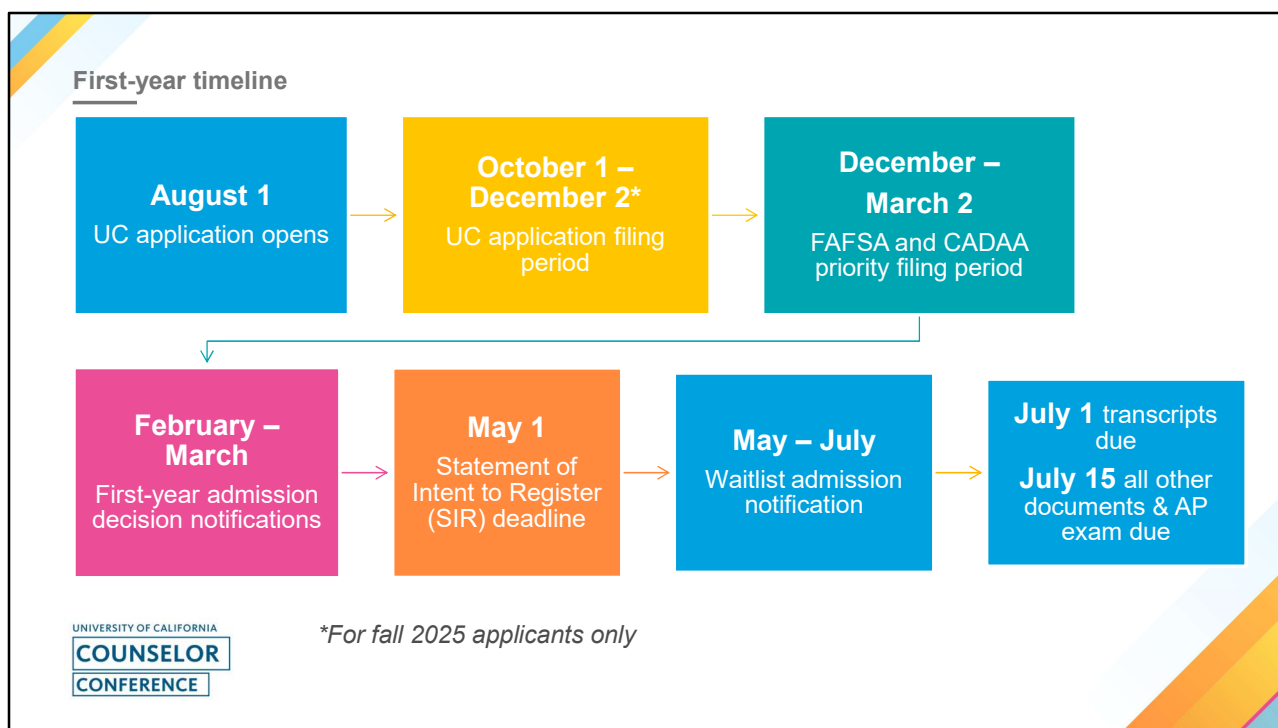 First-year timeline
August 1
UC application opens
October 1 –
December 2*
UC application filing
period
December –
March 2
FAFSA and CADAA
priority filing period
February –
March
First-year admission
decision notifications
May 1
Statement of
Intent to Register
(SIR) deadline
May – July
Waitlist admission
notification
July 1 transcripts
due
July 15 all other
documents & AP
exam due
UNIVERSITY OF CALIFORNIA
COUNSELOR
CONFERENCE
*For fall 2025 applicants only